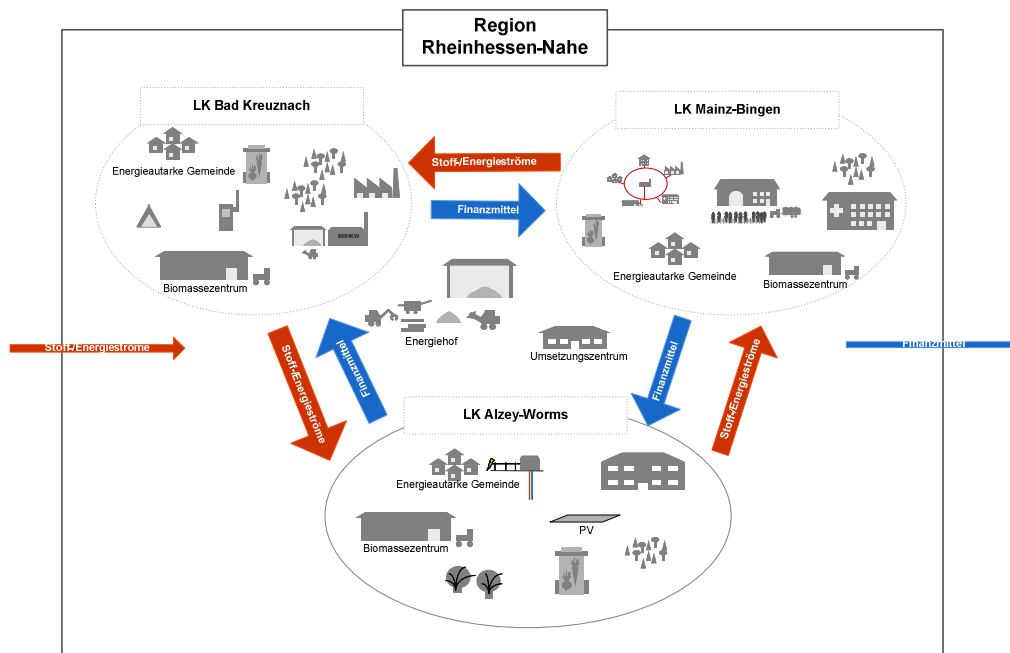 Region
Rheinhessen-Nahe
LK Bad Kreuznach
LK Mainz-Bingen
Energieautarke Gemeinde
Stoff-/Energieströme
Finanzmittel
BMHKW
Biomassezentrum
Energieautarke Gemeinde
Biomassezentrum
Energiehof
Umsetzungszentrum
Stoff-/Energieströme
Finanzmittel
Stoff-/Energieströme
Finanzmittel
Finanzmittel
Stoff-/Energieströme
LK Alzey-Worms
Energieautarke Gemeinde
PV
Biomassezentrum